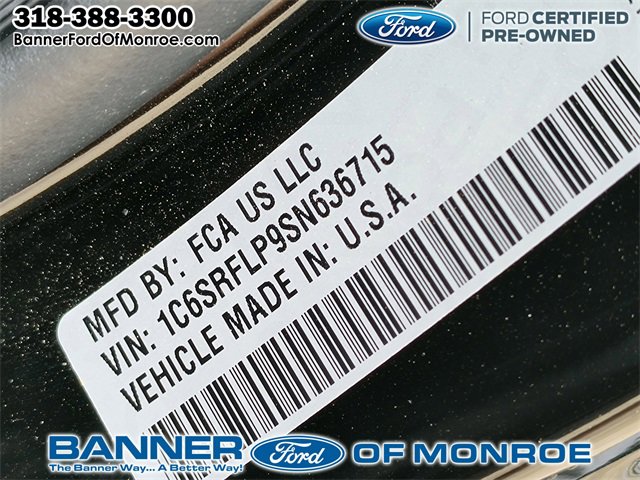 318-388-3300
BannerFordOfMonroe.com
Ford
FORD CERTIFIED
PRE-OWNED
MFD BY: FCA US LLC
VIN: 1C6SRFLP9SN636715
VEHICLE MADE IN: U.S.A.
BANNER Ford OF MONROE
The Banner Way... A Better Way!